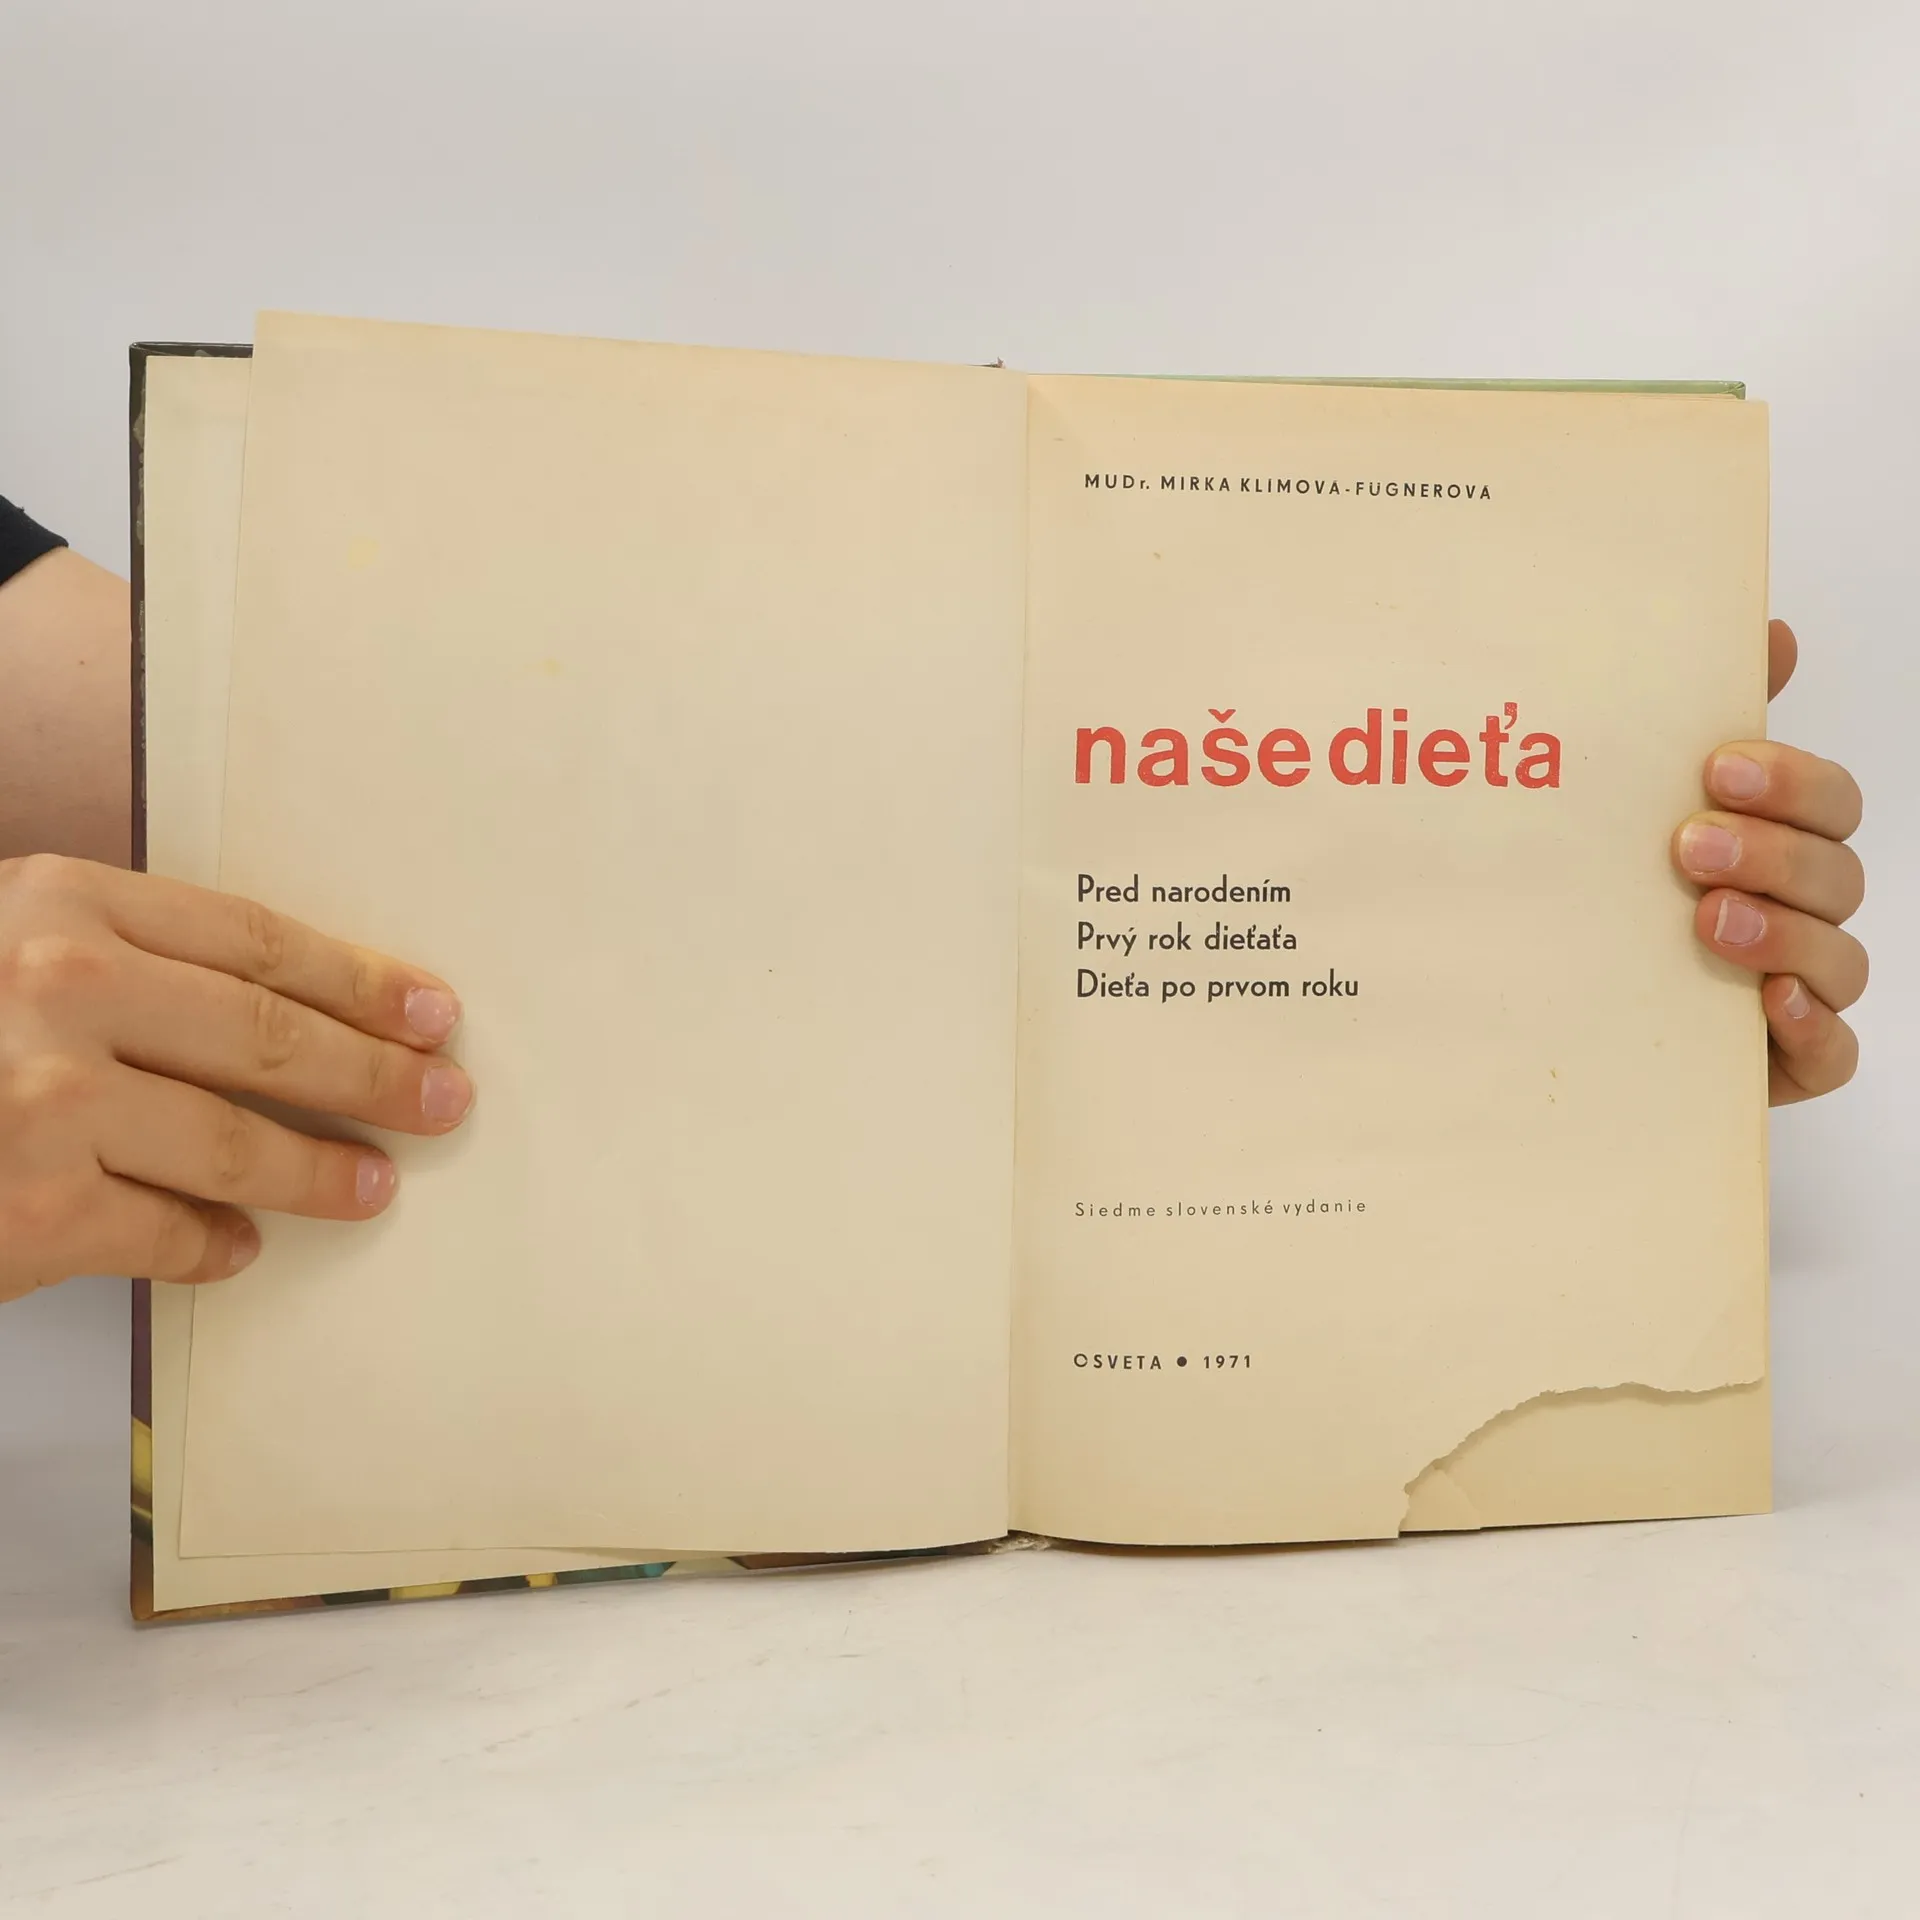 MUDr. MIRKA KLÍMOVÁ-FÜGNEROVÁ
naše dieťa
Pred narodením
Prvý rok dieťaťa
Dieťa po prvom roku
Siedme slovenské vydanie
OSVETA ● 1971